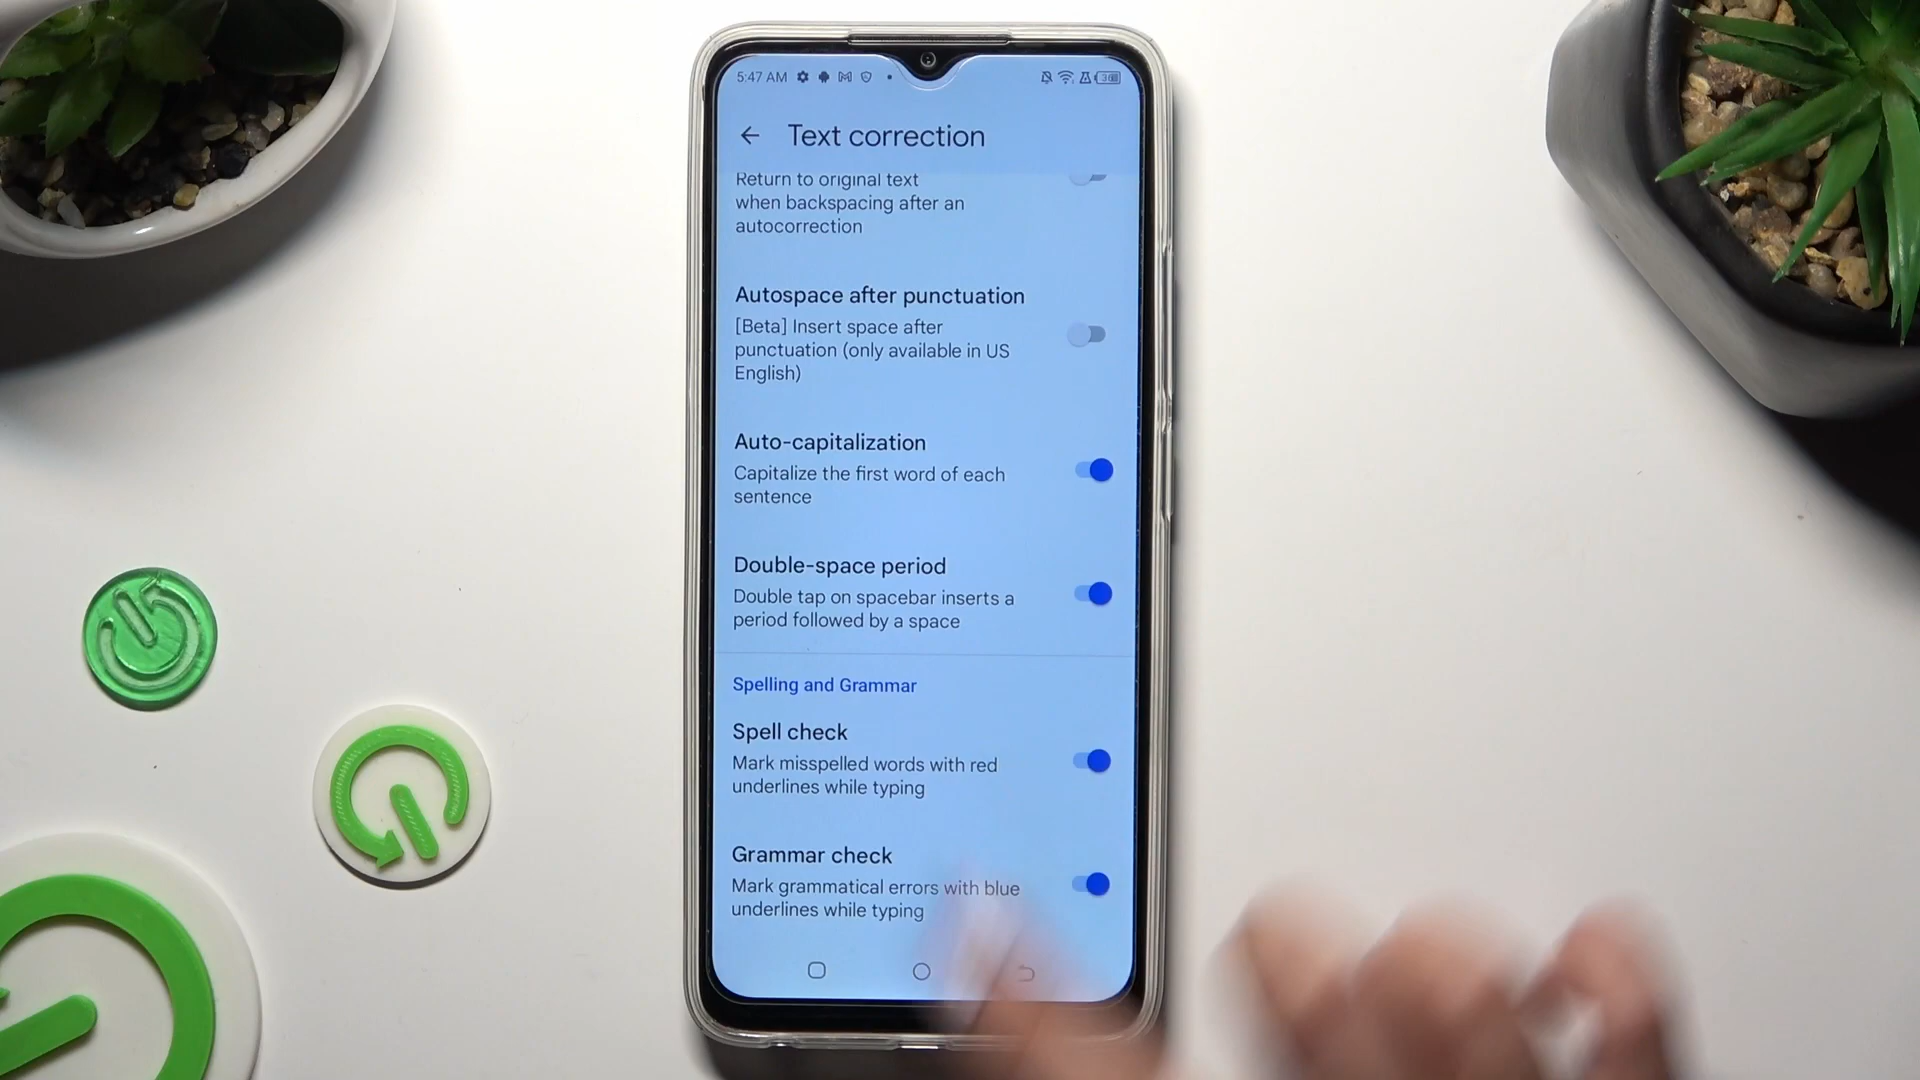 5:47 AM
36
Text correction
Return to original text
when backspacing after an
autocorrection
Autospace after punctuation
[Beta] Insert space after
punctuation (only available in US
English)
Auto-capitalization
Capitalize the first word of each
sentence
Double-space period
Double tap on spacebar inserts a
period followed by a space
Spelling and Grammar
Spell check
Mark misspelled words with red
underlines while typing
Grammar check
Mark grammatical errors with blue
underlines while typing